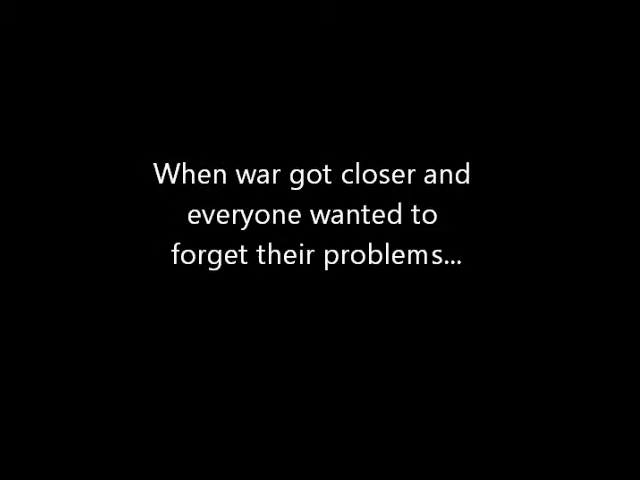 When war got closer and
everyone wanted to
forget their problems...